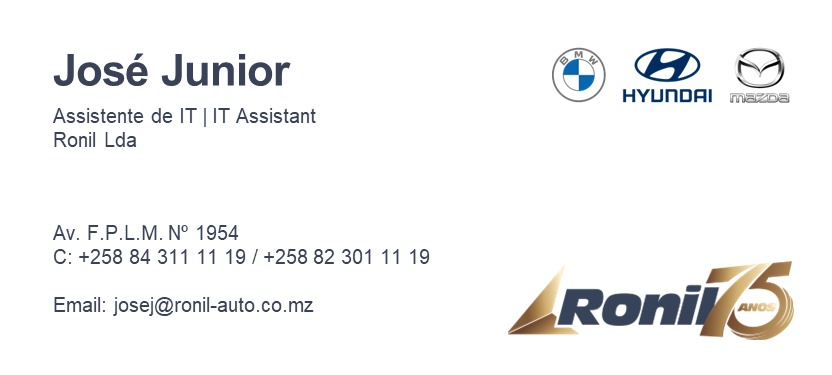 José Junior
Assistente de IT | IT Assistant
Ronil Lda
BMW
HYUNDAI
mazda
Av. F.P.L.M. Nº 1954
C: +258 84 311 11 19 / +258 82 301 11 19
Email: josej@ronil-auto.co.mz
Ronil 75
ANOS